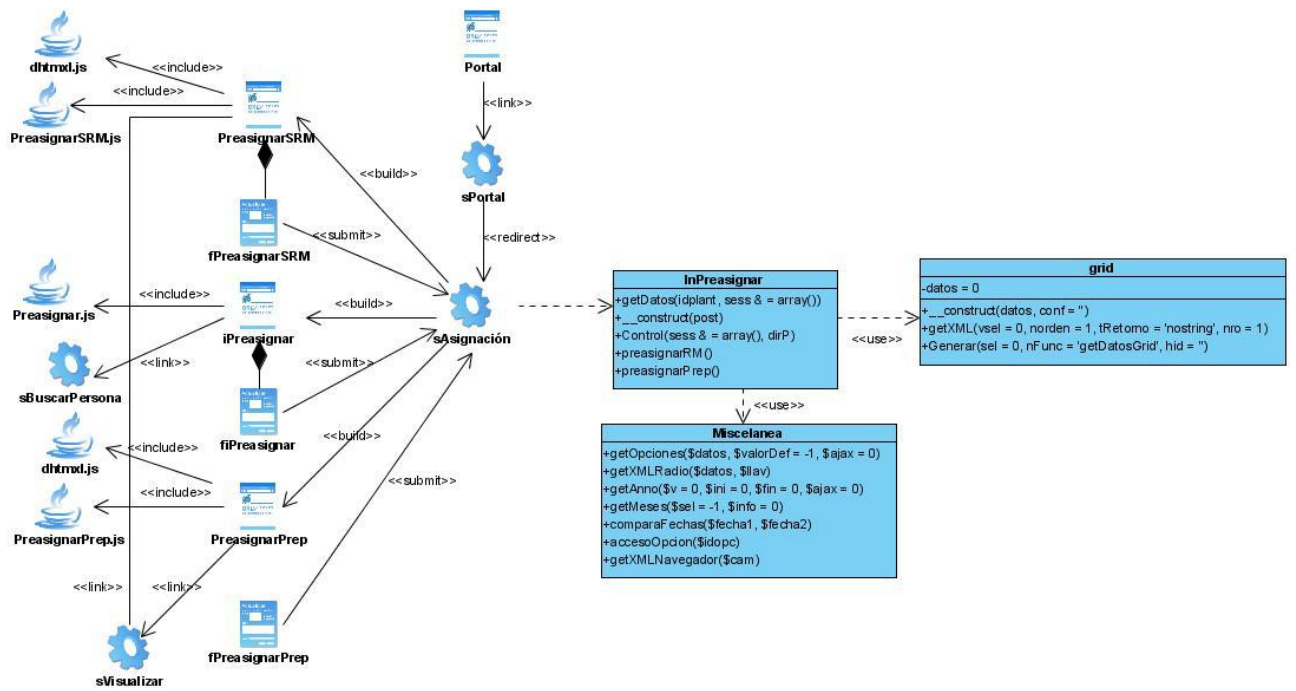 dhtmxl.js
<<include>>
Portal
<<include>>
PreasignarSRM.js
PreasignarSRM
<<link>>
<<build>>
sPortal
<<submit>>
<<redirect>>
fPreasignarSRM
InPreasignar
+getDatos(idplant, sess & = array())
+__construct(post)
+Control(sess & = array(), dirP)
+preasignarRM()
+preasignarPrep()
grid
-datos = 0
+__construct(datos, conf = '')
+getXML(vsel = 0, norden = 1, tRetorno = 'nostring', nro = 1)
+Generar(sel = 0, nFunc = 'getDatosGrid', hid = '')
<<use>>
<<include>>
<<build>>
Preasignar.js
iPreasignar
sAsignación
<<link>>
<<submit>>
sBuscarPersona
<<use>>
Miscelanea
+getOpciones($datos, $valorDef = -1, $ajax = 0)
+getXMLRadio($datos, $llav)
+getAnno($v = 0, $ini = 0, $fin = 0, $ajax = 0)
+getMeses($sel = -1, $info = 0)
+comparaFechas($fecha1, $fecha2)
+accesoOpcion($idopc)
+getXMLNavegador($cam)
fiPreasignar
<<build>>
<<include>>
dhtmxl.js
<<submit>>
<<include>>
PreasignarPrep.js
PreasignarPrep
<<link>>
<<link>>
fPreasignarPrep
sVisualizar